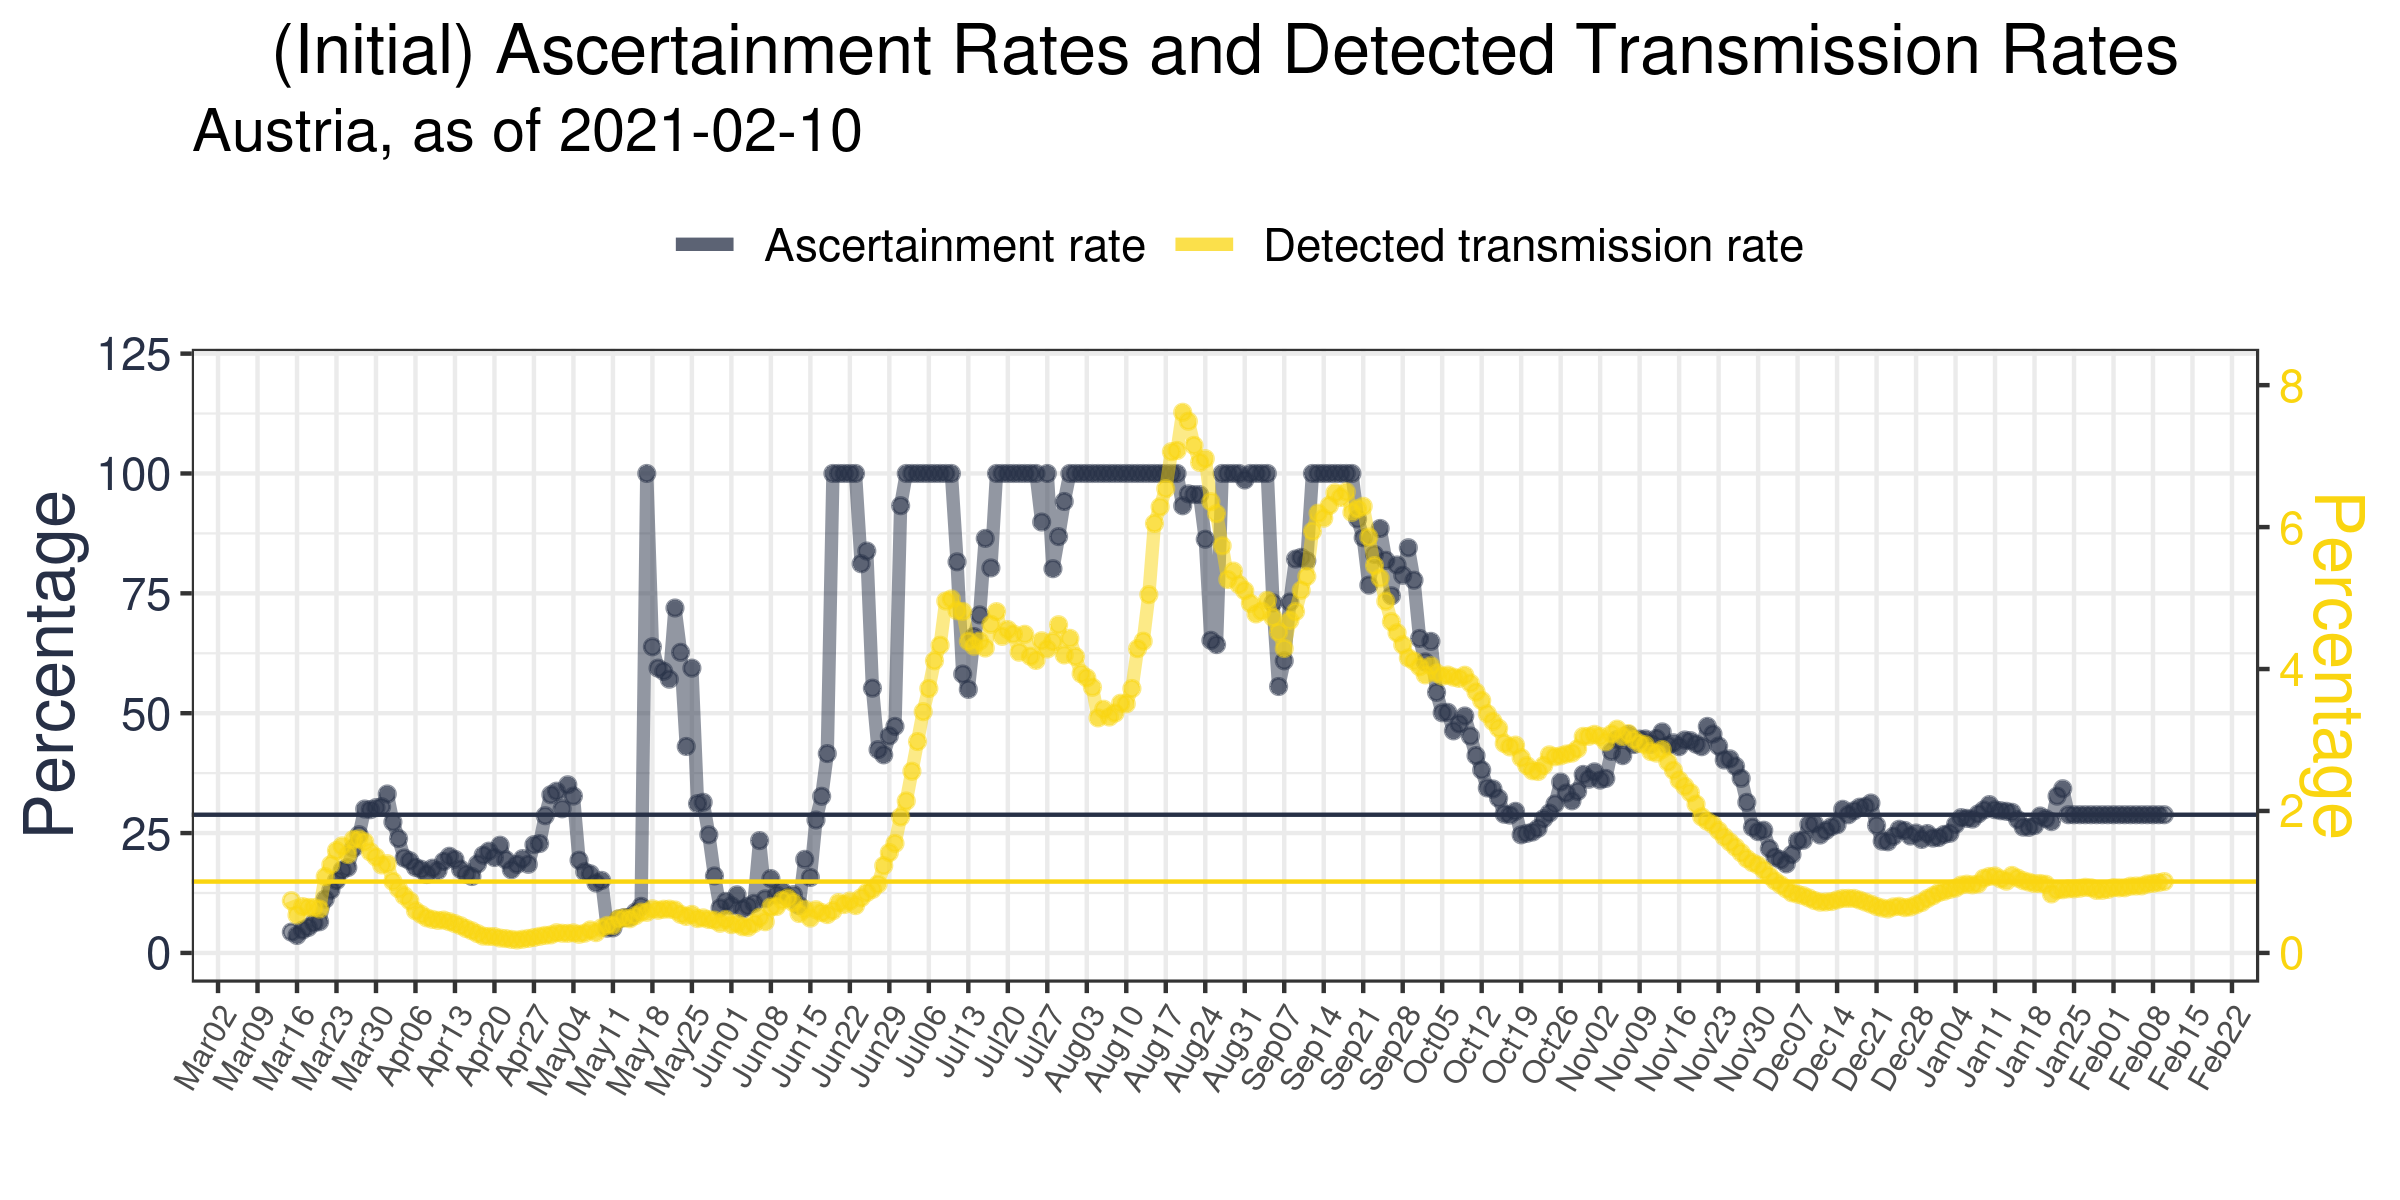 (Initial) Ascertainment Rates and Detected Transmission Rates
Austria, as of 2021-02-10
Ascertainment rate Detected transmission rate
Percentage
125
100
75
50
25
0
8
6
4
2
0
Percentage
Mar02 Mar09 Mar16 Mar23 Mar30 Apr06 Apr13 Apr20 Apr27 May04 May11 May18 May25 Jun01 Jun08 Jun15 Jun22 Jun29 Jul06 Jul13 Jul20 Jul27 Aug03 Aug10 Aug17 Aug24 Aug31 Sep07 Sep14 Sep21 Sep28 Oct05 Oct12 Oct19 Oct26 Nov02 Nov09 Nov16 Nov23 Nov30 Dec07 Dec14 Dec21 Dec28 Jan04 Jan11 Jan18 Jan25 Feb01 Feb08 Feb15 Feb22